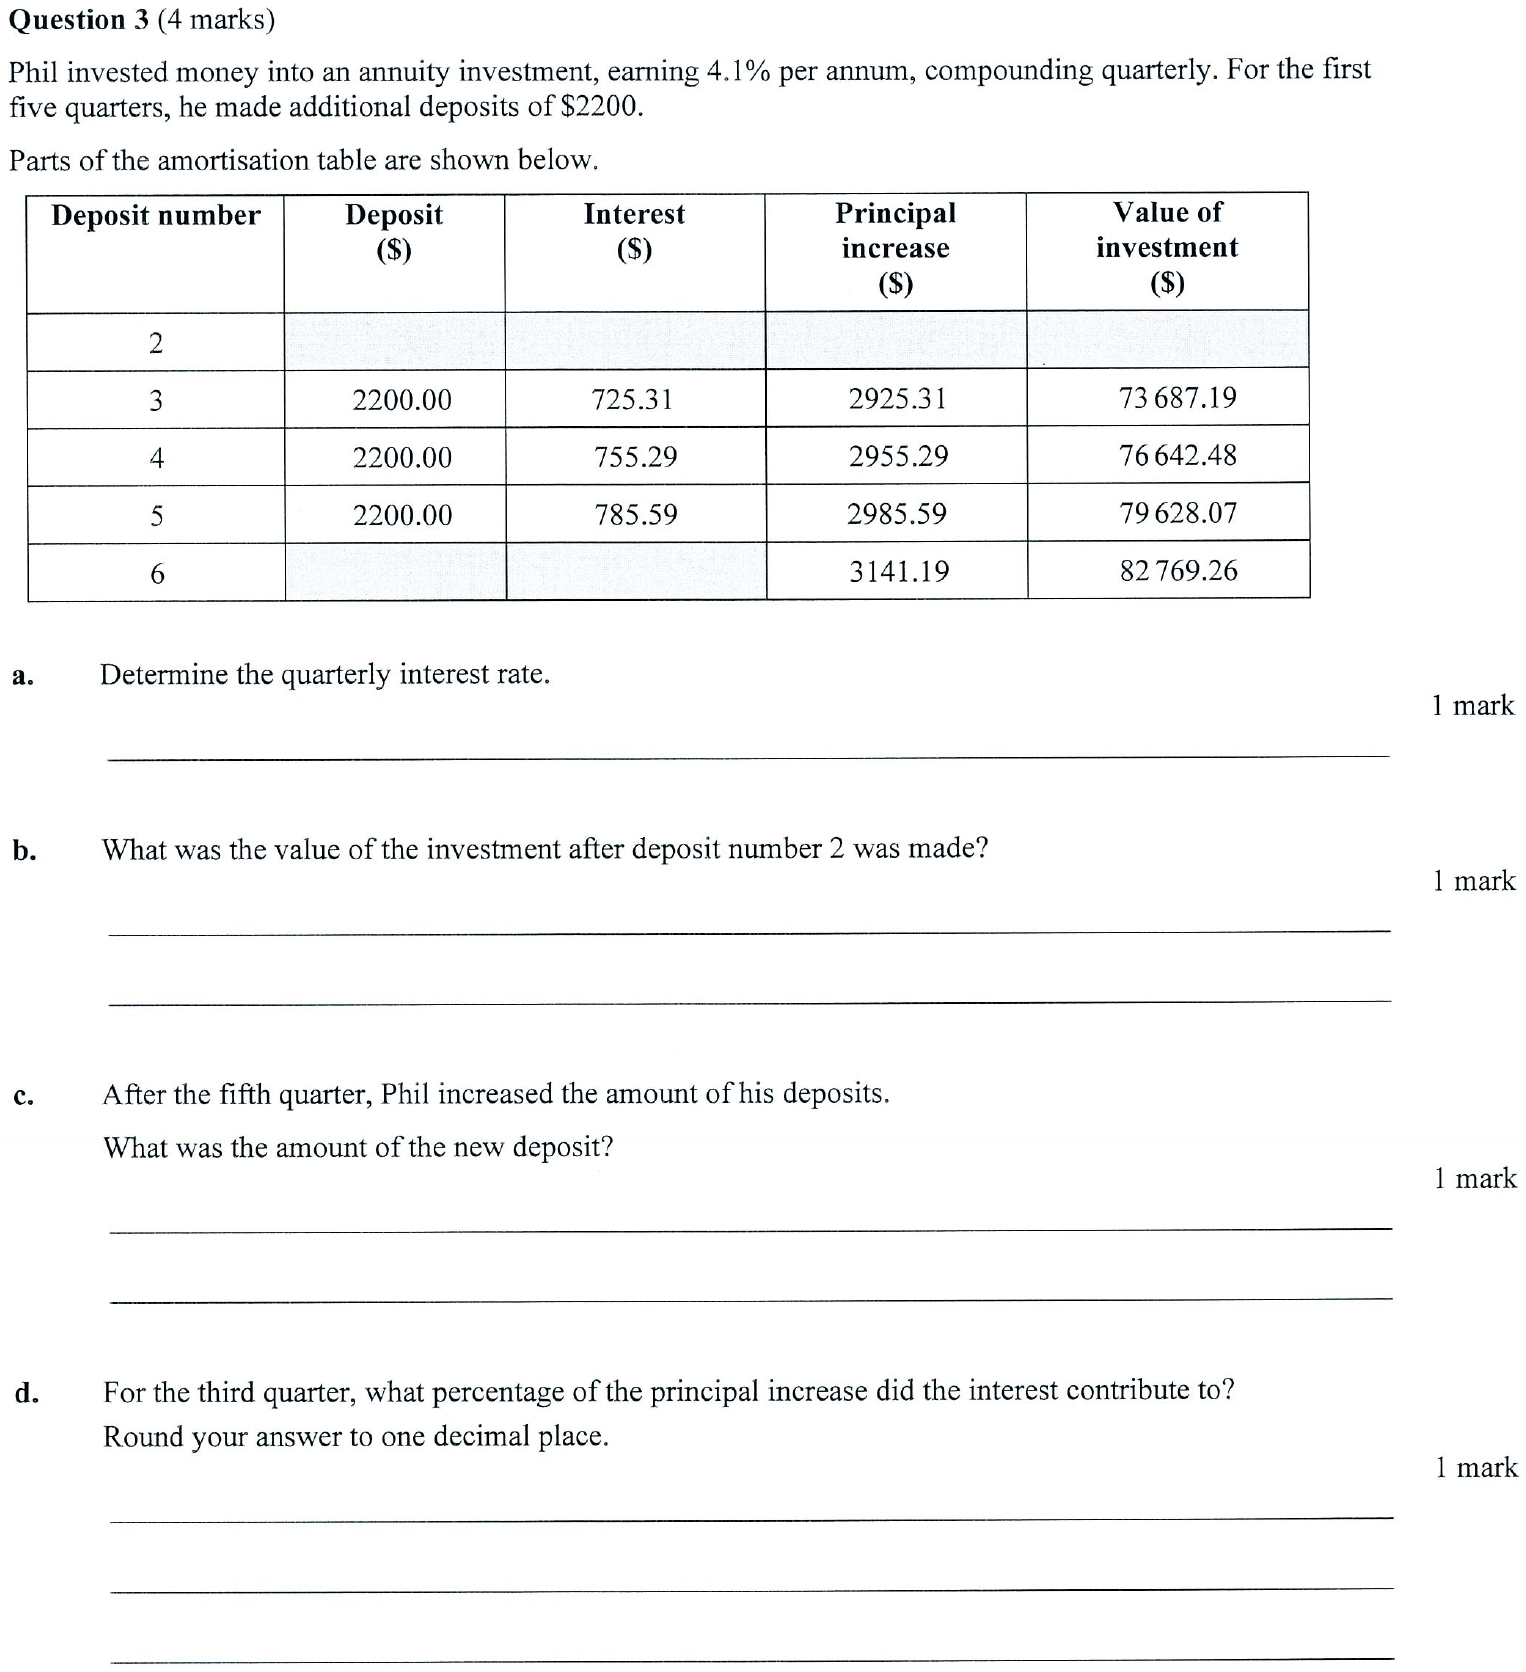 Question 3 (4 marks)
Phil invested money into an annuity investment, earning 4.1% per annum, compounding quarterly. For the first
five quarters, he made additional deposits of $2200.
Parts of the amortisation table are shown below.
Deposit number Deposit ($) Interest ($) Principal increase ($) Value of investment ($)
2
3 2200.00 725.31 2925.31 73 687.19
4 2200.00 755.29 2955.29 76 642.48
5 2200.00 785.59 2985.59 79 628.07
6 3141.19 82 769.26
a. Determine the quarterly interest rate.
1 mark
b. What was the value of the investment after deposit number 2 was made?
1 mark
c. After the fifth quarter, Phil increased the amount of his deposits.
What was the amount of the new deposit?
1 mark
d. For the third quarter, what percentage of the principal increase did the interest contribute to?
Round your answer to one decimal place.
1 mark